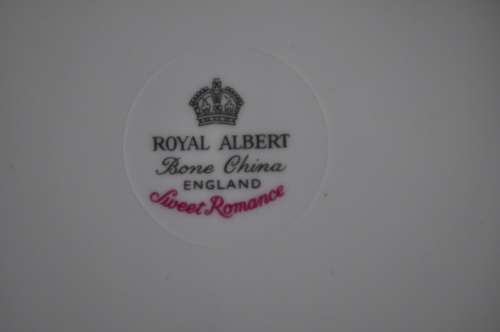 ROYAL ALBERT
Bone China
ENGLAND
Sweet Romance